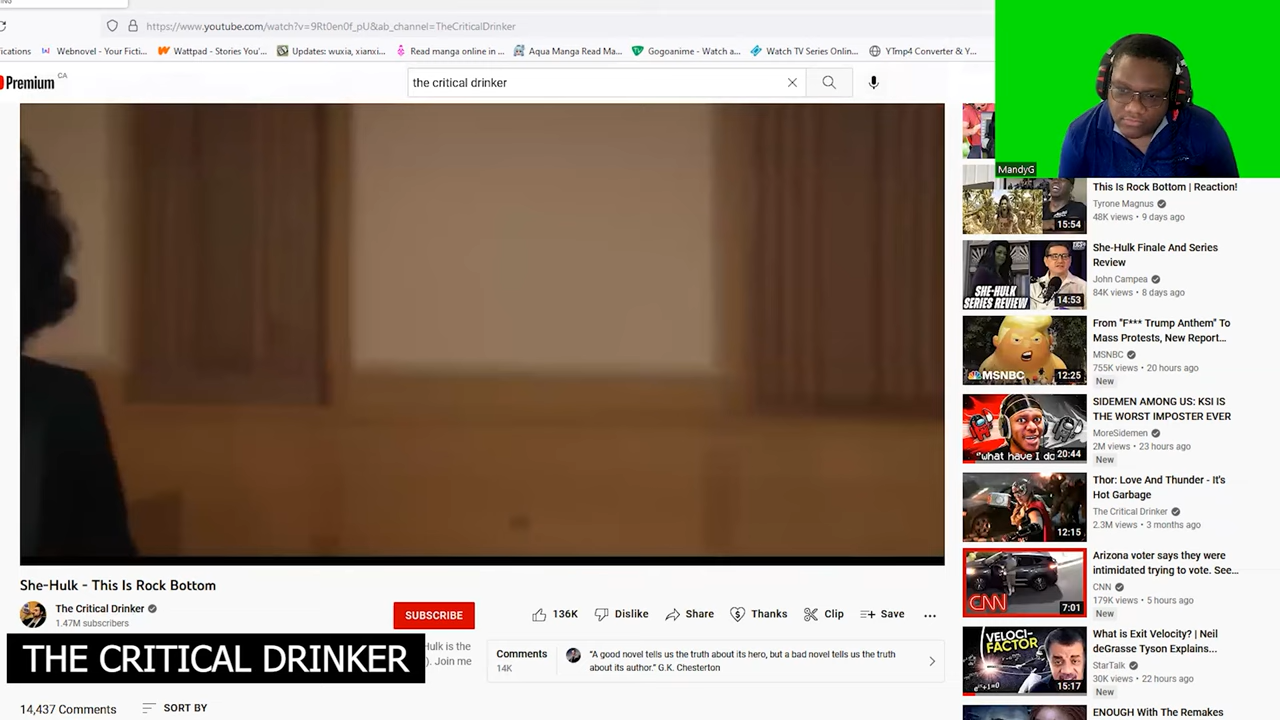 https://www.youtube.com/watch?v=9Rt0en0f_pU&ab_channel=TheCriticalDrinker
ications
Webnovel - Your Ficti...
Wattpad - Stories You'...
Updates: wuxia, xianxi...
Read manga online in ...
Aqua Manga Read Ma...
Gogoanime - Watch a...
Watch TV Series Onlin...
YTmp4 Converter & Y...
Premium CA
the critical drinker
MandyG
This Is Rock Bottom | Reaction!
Tyrone Magnus
48K views • 9 days ago
15:54
She-Hulk Finale And Series
Review
John Campea
84K views • 8 days ago
SHE-HULK
SERIES REVIEW
14:53
From "F*** Trump Anthem" To
Mass Protests, New Report...
MSNBC
755K views • 20 hours ago
New
MSNBC
12:25
SIDEMEN AMONG US: KSI IS
THE WORST IMPOSTER EVER
MoreSidemen
2M views • 23 hours ago
New
"what have I do
20:44
Thor: Love And Thunder - It's
Hot Garbage
The Critical Drinker
2.3M views • 3 months ago
12:15
Arizona voter says they were
intimidated trying to vote. See...
CNN
179K views • 5 hours ago
New
CNN
7:01
What is Exit Velocity? | Neil
deGrasse Tyson Explains...
StarTalk
30K views • 22 hours ago
New
VELOCI-
FACTOR
15:17
ENOUGH With The Remakes
She-Hulk - This Is Rock Bottom
The Critical Drinker
1.47M subscribers
SUBSCRIBE
136K
Dislike
Share
Thanks
Clip
Save
THE CRITICAL DRINKER
Hulk is the
). Join me
Comments
14K
"A good novel tells us the truth about its hero, but a bad novel tells us the truth
about its author." G.K. Chesterton
14,437 Comments
SORT BY